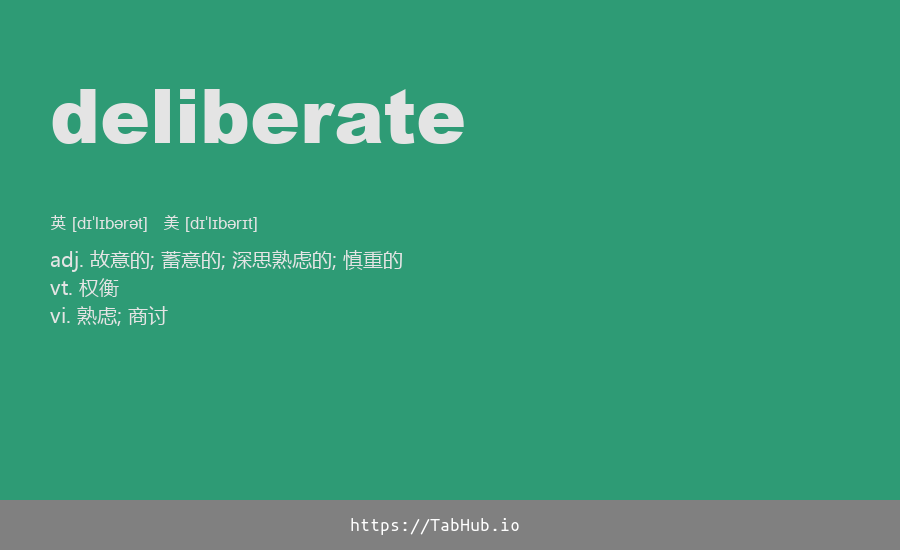 deliberate
英 [dɪˈlɪbərət] 美 [dɪˈlɪbərɪt]
adj. 故意的; 蓄意的; 深思熟虑的; 慎重的
vt. 权衡
vi. 熟虑; 商讨
https://TabHub.io